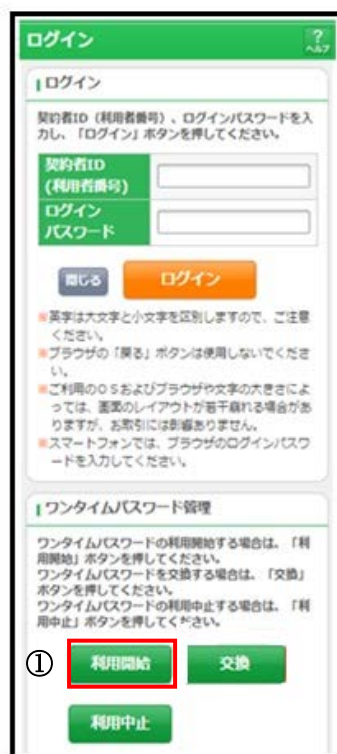 ログイン
?
ヘルプ
ログイン
契約者ID（利用者番号）、ログインパスワードを入
力し、「ログイン」ボタンを押してください。
契約者ID
(利用者番号)
ログイン
パスワード
閉じる
ログイン
※英字は大文字と小文字を区別しますので、ご注意
ください。
※ブラウザの「戻る」ボタンは使用しないでくださ
い。
※ご利用のＯＳおよびブラウザや文字の大きさによ
っては、画面のレイアウトが若干崩れる場合があ
りますが、お取引には影響ありません。
※スマートフォンでは、ブラウザのログインパスワ
ードを入力してください。
ワンタイムパスワード管理
ワンタイムパスワードの利用開始する場合は、「利
用開始」ボタンを押してください。
ワンタイムパスワードを交換する場合は、「交換」
ボタンを押してください。
ワンタイムパスワードの利用中止する場合は、「利
用中止」ボタンを押してください。
① 利用開始
交換
利用中止